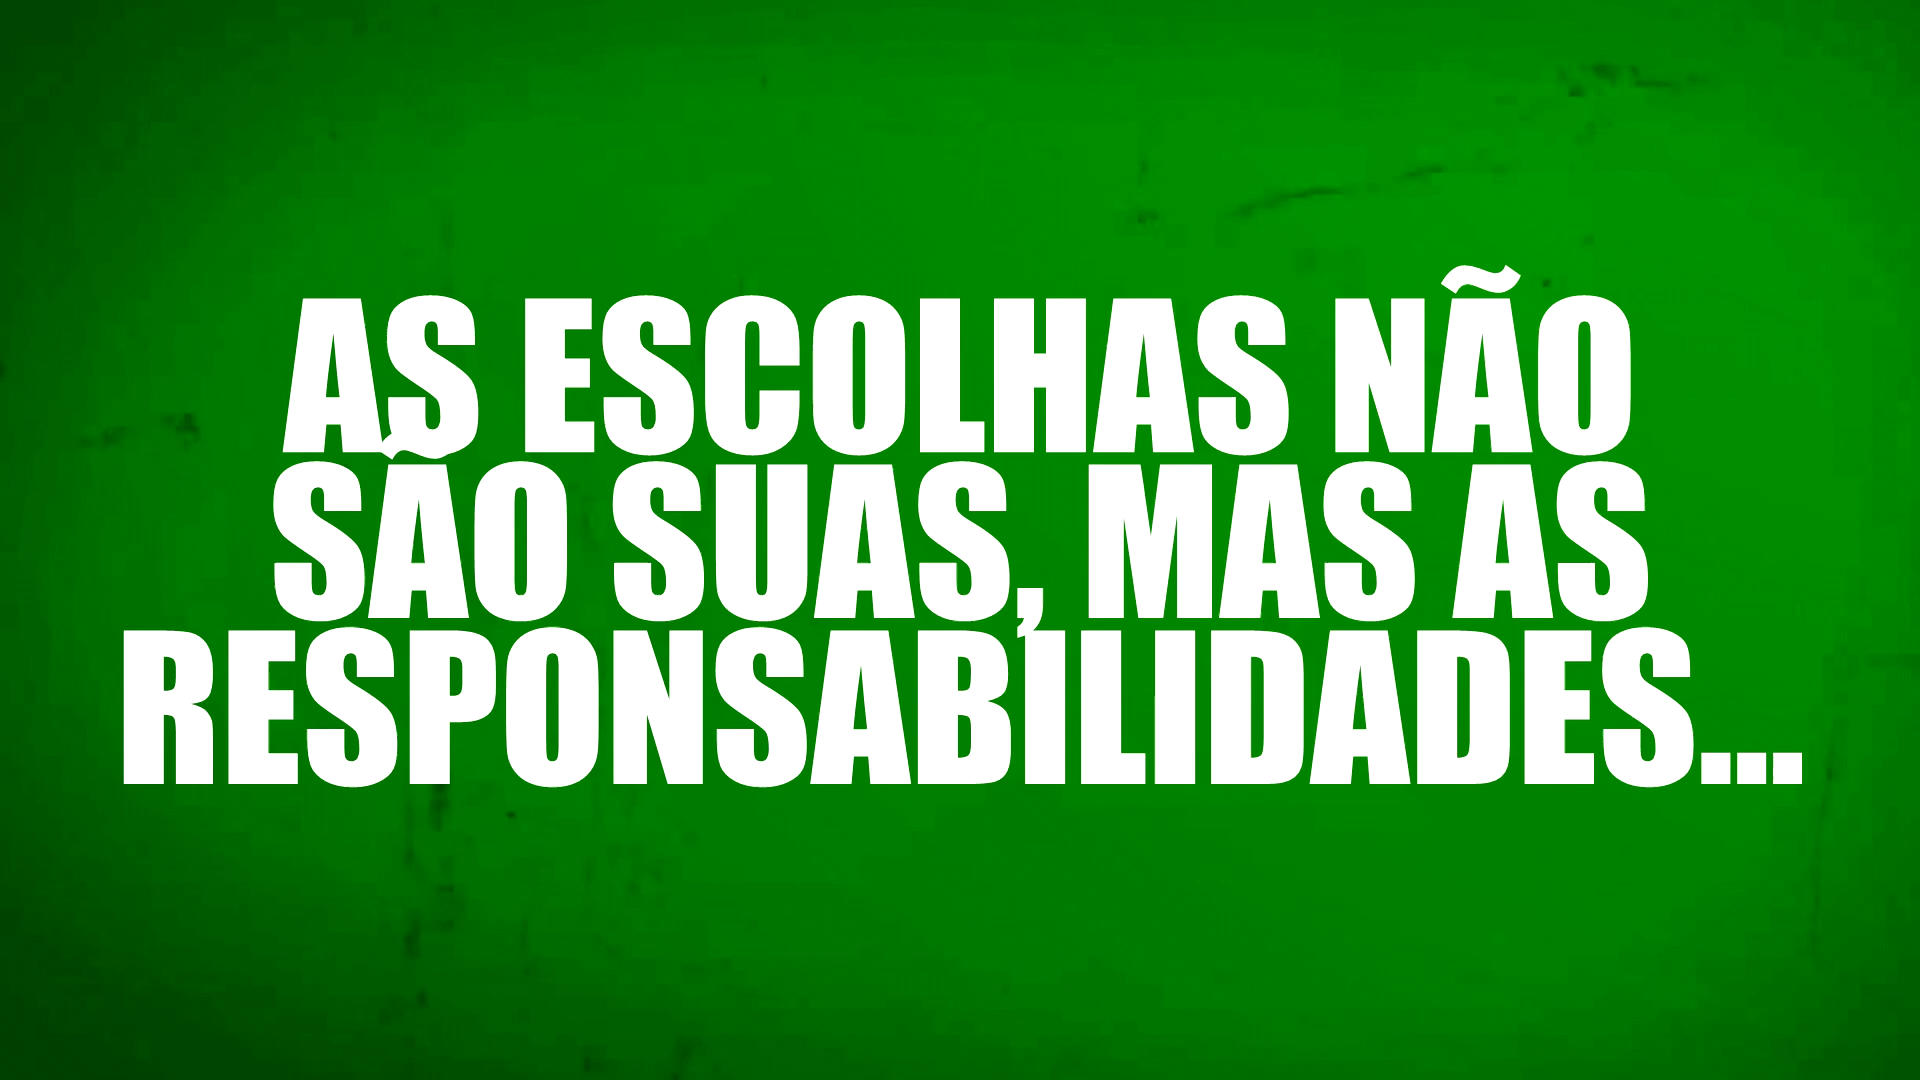 AS ESCOLHAS NÃO
SÃO SUAS, MAS AS
RESPONSABILIDADES...